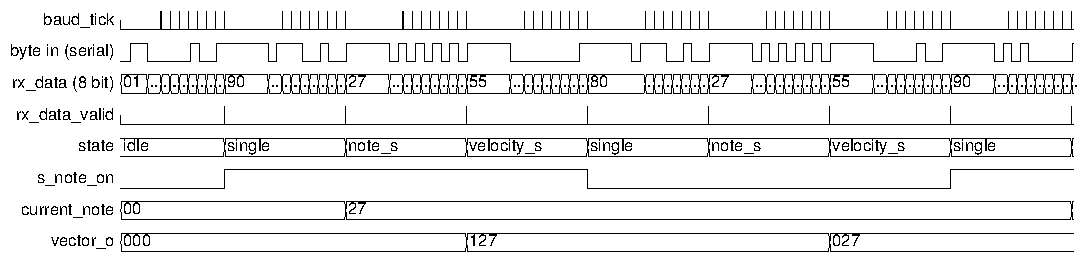 baud_tick
byte in (serial)
rx_data (8 bit) 01 ... 90 ... 27 ... 55 ... 80 ... 27 ... 55 ... 90 ...
rx_data_valid
state idle single note_s velocity_s single note_s velocity_s single
s_note_on
current_note 00 27
vector_o 000 127 027